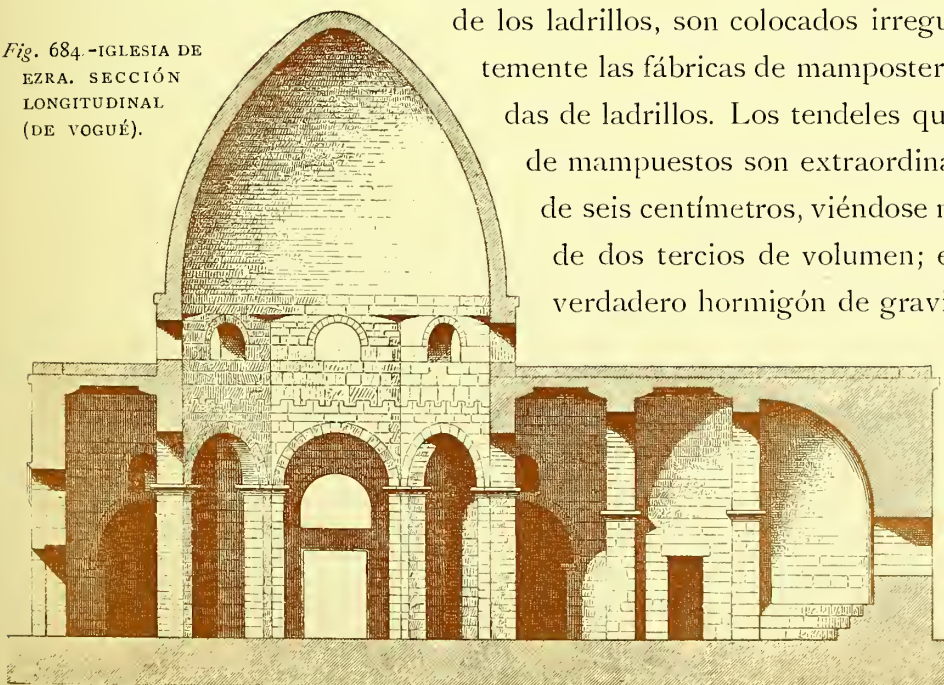 Fig. 684.-IGLESIA DE
EZRA. SECCIÓN
LONGITUDINAL
(DE VOGUÉ).
de los ladrillos, son colocados irregu
temente las fábricas de mamposter
das de ladrillos. Los tendeles qu
de mampuestos son extraordina
de seis centímetros, viéndose
de dos tercios de volumen; e
verdadero hormigón de gravi